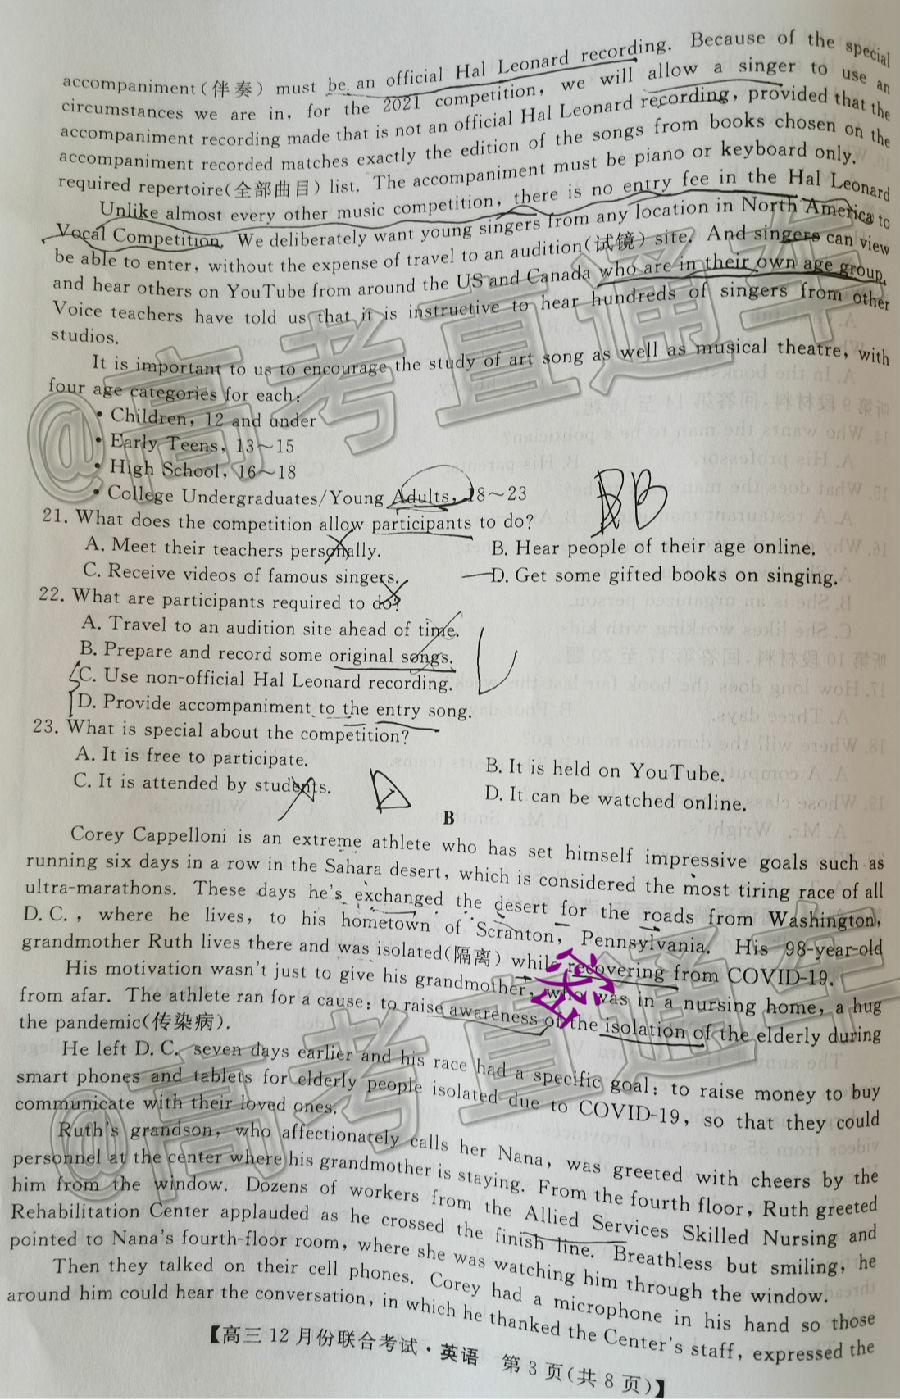 accompaniment(伴奏) must be an official Hal Leonard recording. Because of the special
circumstances we are in, for the 2021 competition, we will allow a singer to use an
accompaniment recording made that is not an official Hal Leonard recording, provided that the
accompaniment recorded matches exactly the edition of the songs from books chosen on the
required repertoire(全部曲目) list. The accompaniment must be piano or keyboard only.
Unlike almost every other music competition, there is no entry fee in the Hal Leonard
Vocal Competition. We deliberately want young singers from any location in North America to
be able to enter, without the expense of travel to an audition(试镜) site. And singers can view
and hear others on YouTube from around the US and Canada who are in their own age group.
Voice teachers have told us that it is instructive to hear hundreds of singers from other
studios.
It is important to us to encourage the study of art song as well as musical theatre, with
four age categories for each:
• Children, 12 and under
• Early Teens, 13~15
• High School, 16~18
• College Undergraduates/Young Adults, 18~23
BB
21. What does the competition allow participants to do?
A. Meet their teachers personally. B. Hear people of their age online.
C. Receive videos of famous singers. D. Get some gifted books on singing.
22. What are participants required to do?
A. Travel to an audition site ahead of time.
B. Prepare and record some original songs.
C. Use non-official Hal Leonard recording.
D. Provide accompaniment to the entry song.
23. What is special about the competition?
A. It is free to participate. B. It is held on YouTube.
C. It is attended by students. D. It can be watched online.
B
Corey Cappelloni is an extreme athlete who has set himself impressive goals such as
running six days in a row in the Sahara desert, which is considered the most tiring race of all
ultra-marathons. These days he's exchanged the desert for the roads from Washington,
D. C., where he lives, to his hometown of Scranton, Pennsylvania. His 98-year-old
grandmother Ruth lives there and was isolated(隔离) while recovering from COVID-19.
His motivation wasn't just to give his grandmother, who was in a nursing home, a hug
from afar. The athlete ran for a cause: to raise awareness of the isolation of the elderly during
the pandemic(传染病).
He left D. C. seven days earlier and his race had a specific goal: to raise money to buy
smart phones and tablets for elderly people isolated due to COVID-19, so that they could
communicate with their loved ones.
Ruth's grandson, who affectionately calls her Nana, was greeted with cheers by the
personnel at the center where his grandmother is staying. From the fourth floor, Ruth greeted
him from the window. Dozens of workers from the Allied Services Skilled Nursing and
Rehabilitation Center applauded as he crossed the finish line. Breathless but smiling, he
pointed to Nana's fourth-floor room, where she was watching him through the window.
Then they talked on their cell phones. Corey had a microphone in his hand so those
around him could hear the conversation, in which he thanked the Center's staff, expressed the
【高三12月份联合考试·英语 第3页(共8页)】
@高考直通车
@高考直通车